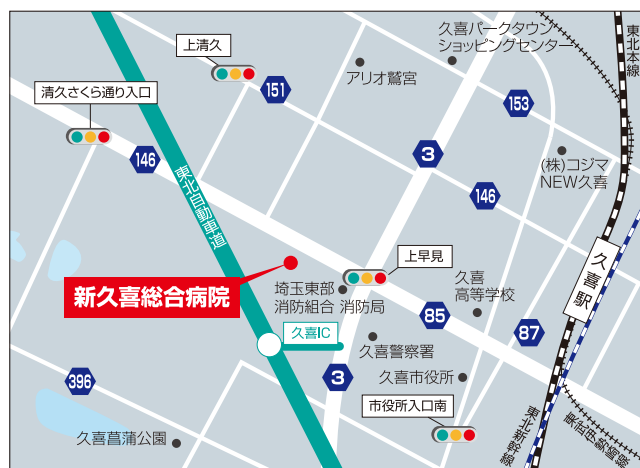 上清久
久喜パークタウン
ショッピングセンター
東北本線
アリオ鷲宮
清久さくら通り入口
151
153
3
146
146
(株)コジマ
NEW久喜
東北自動車道
上早見
久喜駅
新久喜総合病院
埼玉東部
消防組合 消防局
久喜
高等学校
85
87
久喜IC
久喜警察署
396
3
久喜市役所
市役所入口南
久喜菖蒲公園
東北新幹線
東武伊勢崎線